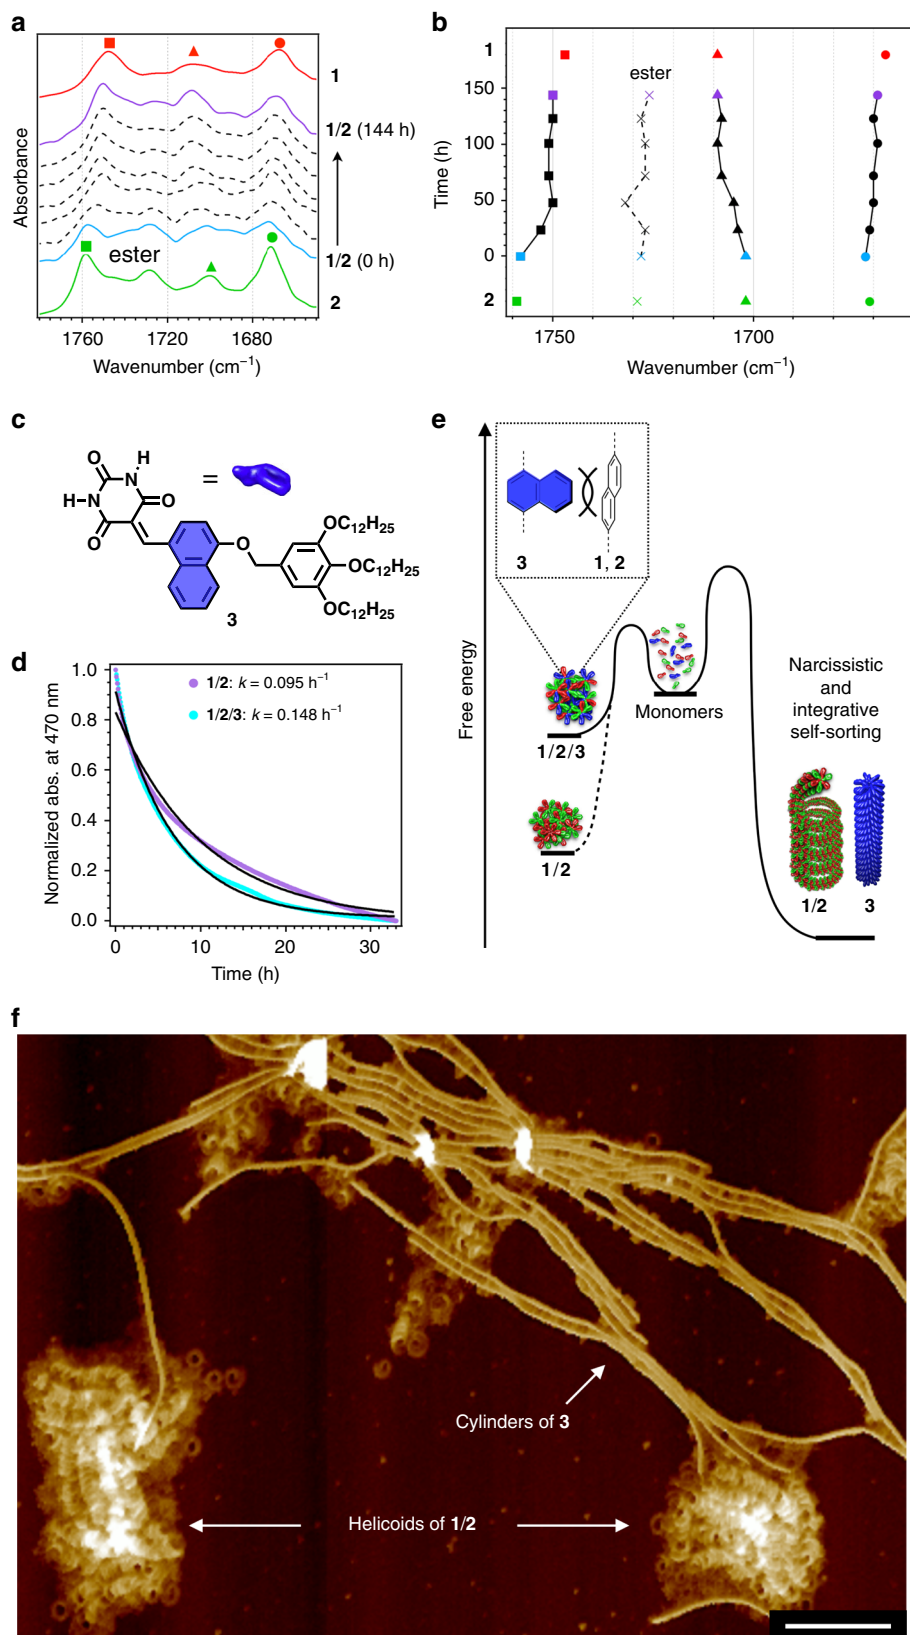 a
Absorbance
1
1/2 (144 h)
1/2 (0 h)
2
ester
1760
1720
1680
Wavenumber (cm⁻¹)
b
Time (h)
1
150
100
50
0
2
ester
1750
1700
Wavenumber (cm⁻¹)
c
O
H
N
H–N
O
O
O
OC₁₂H₂₅
OC₁₂H₂₅
OC₁₂H₂₅
=
3
d
Normalized abs. at 470 nm
1.0
0.8
0.6
0.4
0.2
0.0
1/2: k = 0.095 h⁻¹
1/2/3: k = 0.148 h⁻¹
0
10
20
30
Time (h)
e
Free energy
3
1, 2
1/2/3
1/2
Monomers
Narcissistic
and
integrative
self-sorting
1/2
3
f
Cylinders of 3
Helicoids of 1/2